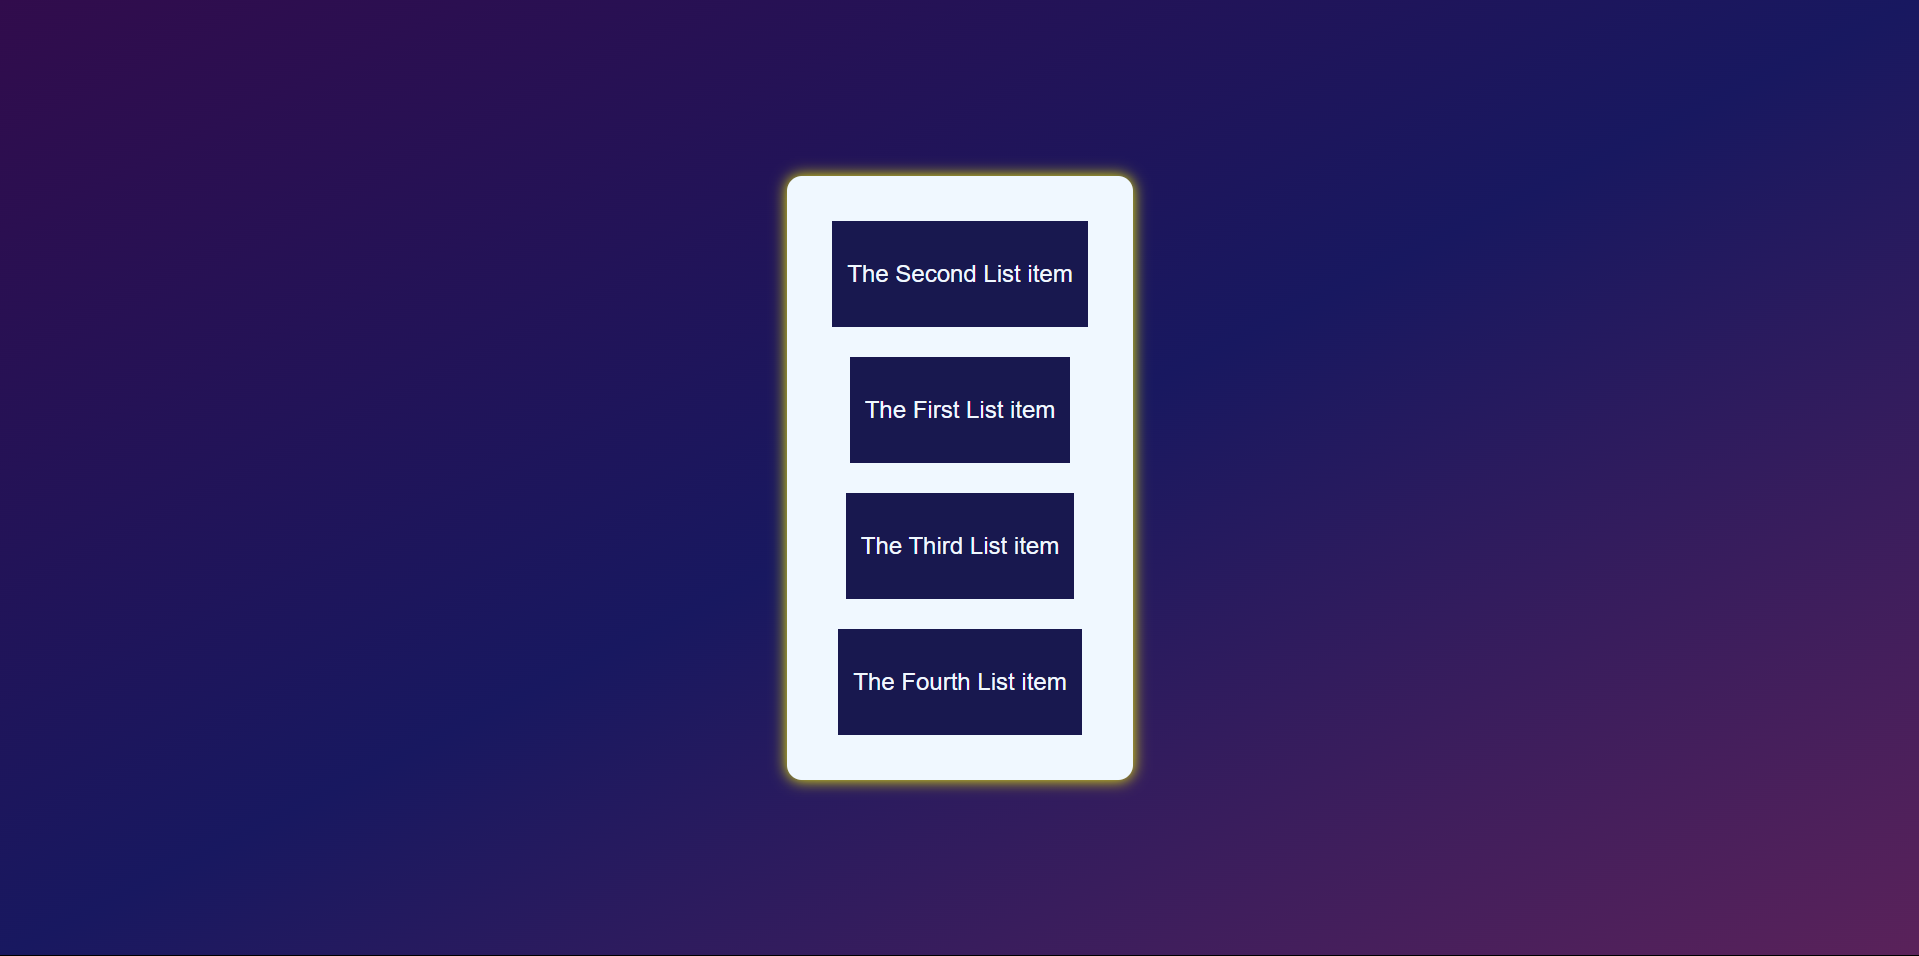 The Second List item
The First List item
The Third List item
The Fourth List item